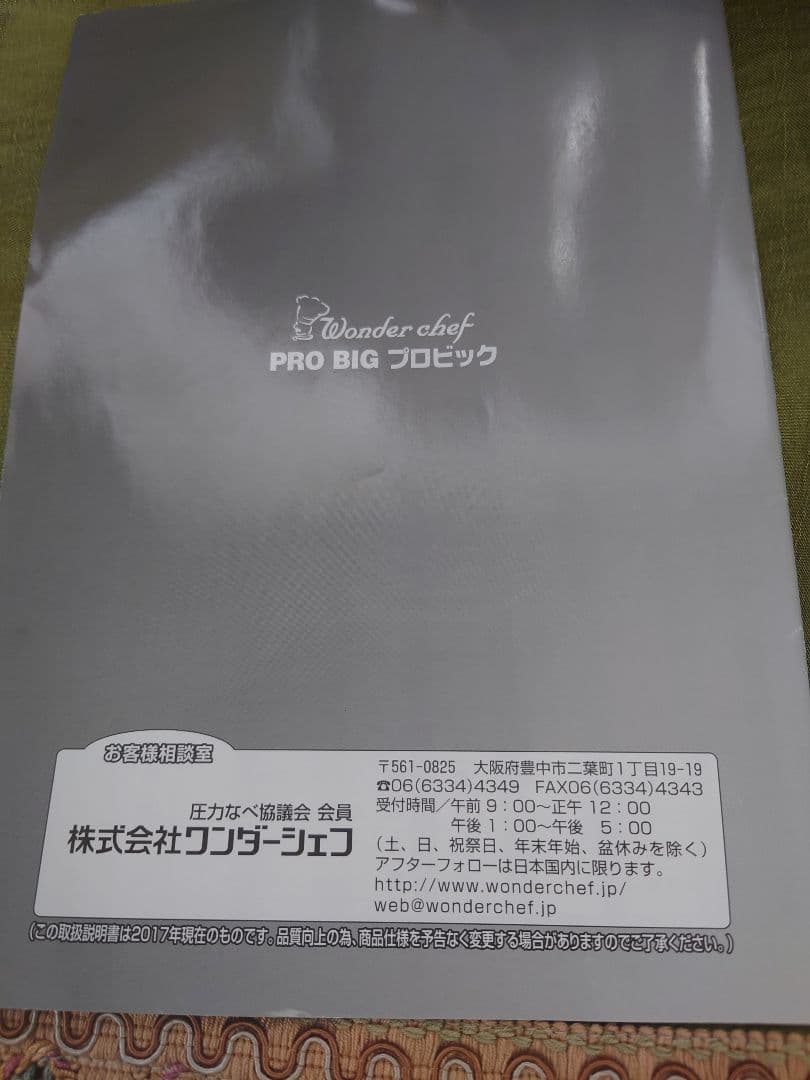 Wonder chef
PRO BIG プロビック
お客様相談室
圧力なべ協議会 会員
株式会社ワンダーシェフ
〒561-0825 大阪府豊中市二葉町1丁目19-19
☎06(6334)4349 FAX06(6334)4343
受付時間／午前 9：00〜正午 12：00
午後 1：00〜午後 5：00
（土、日、祝祭日、年末年始、盆休みを除く）
アフターフォローは日本国内に限ります。
http://www.wonderchef.jp/
web@wonderchef.jp
（この取扱説明書は2017年現在のものです。品質向上の為、商品仕様を予告なく変更する場合がありますのでご了承ください。）